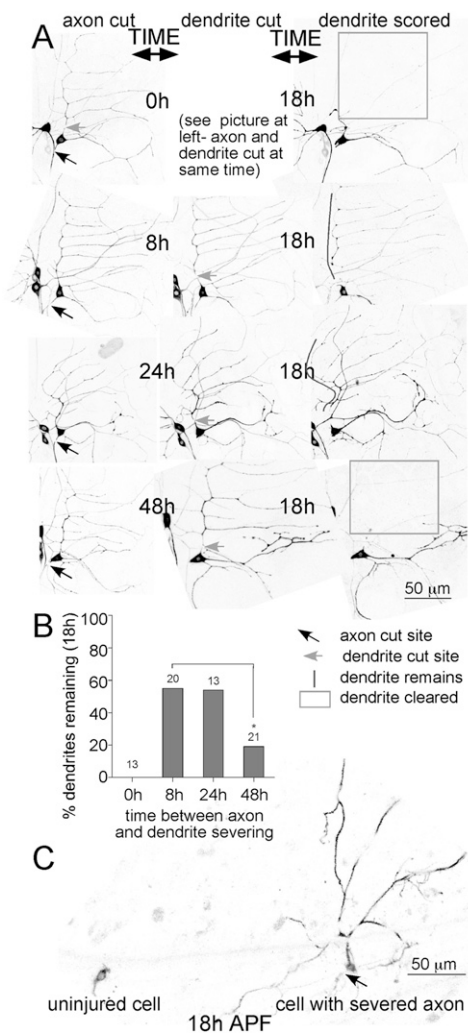 A
axon cut
dendrite cut
dendrite scored
TIME
TIME
0h
(see picture at
left- axon and
dendrite cut at
same time)
18h
8h
18h
24h
18h
48h
18h
50 μm
B
% dendrites remaining (18h)
100
80
60
40
20
0
13
20
13
*
21
0h 8h 24h 48h
time between axon
and dendrite severing
axon cut site
dendrite cut site
dendrite remains
dendrite cleared
C
50 μm
uninjured cell
cell with severed axon
18h APF